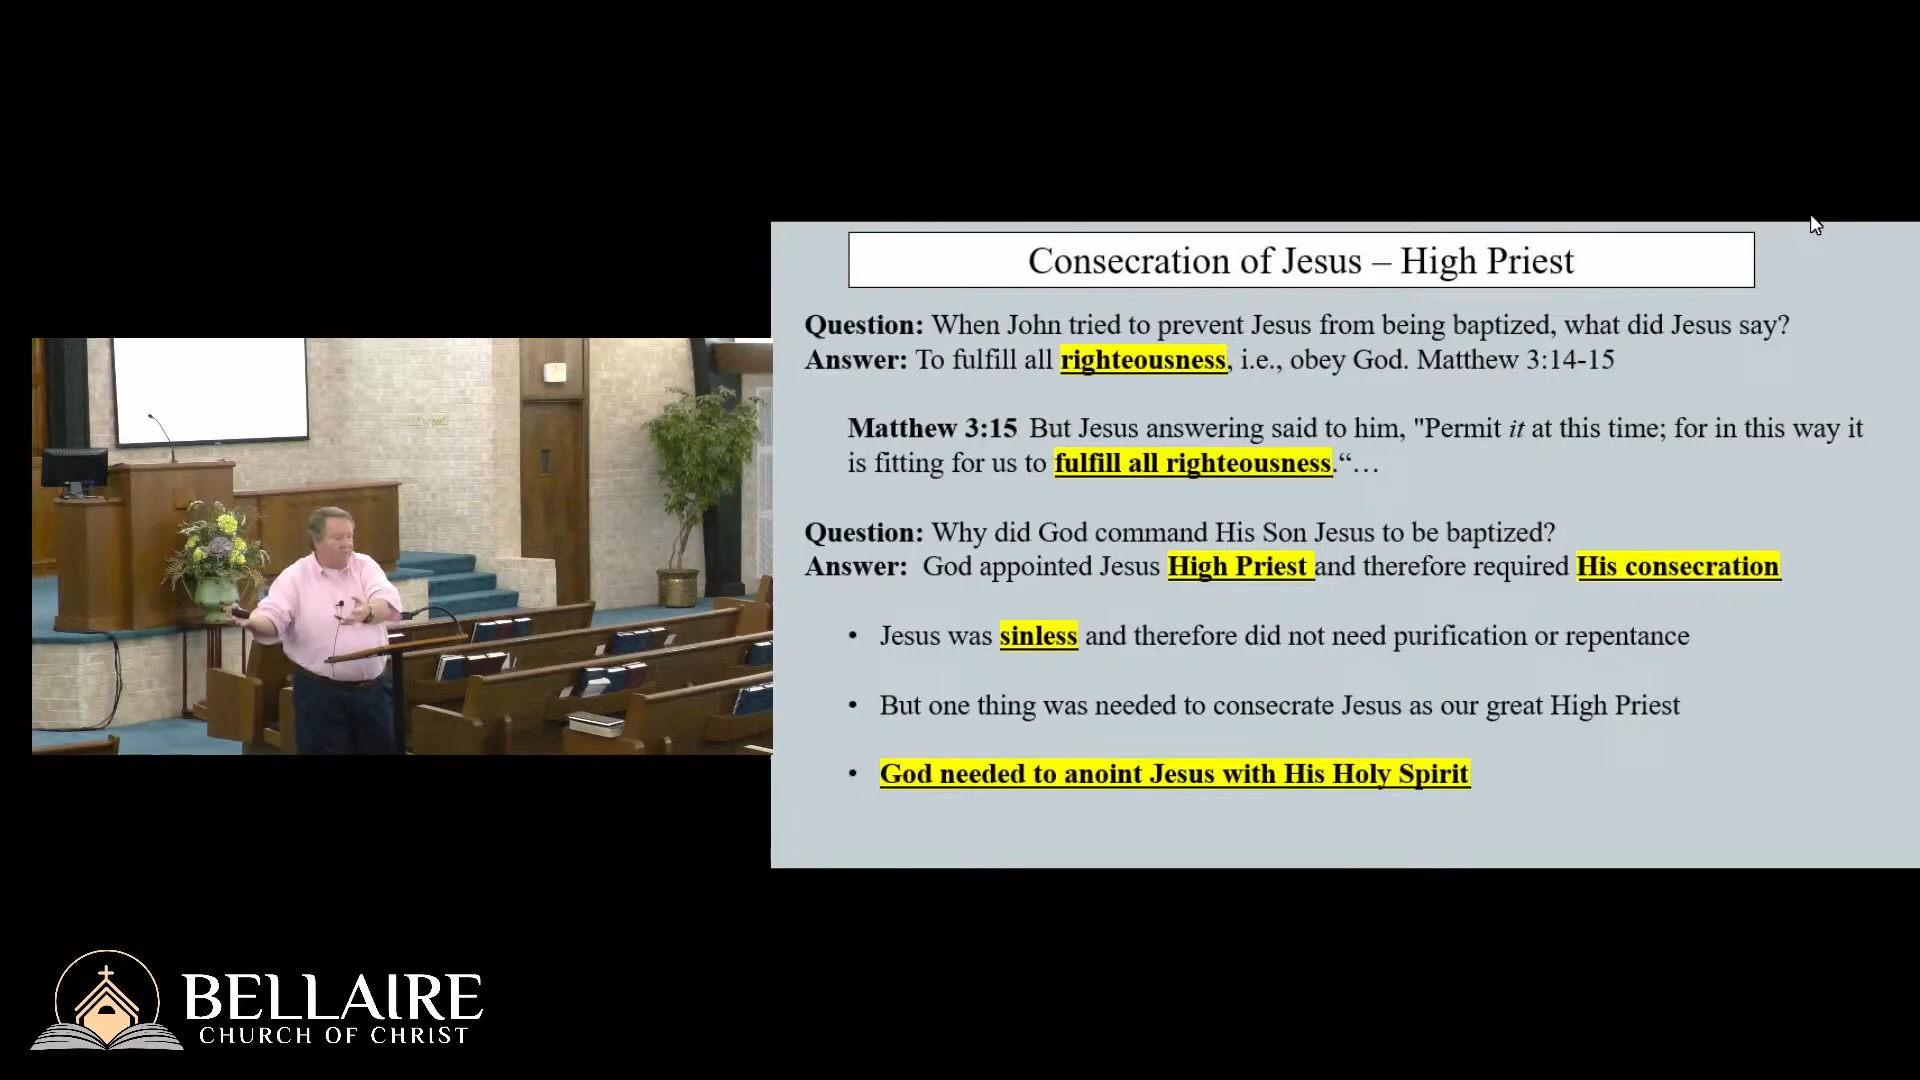 Consecration of Jesus – High Priest
Question: When John tried to prevent Jesus from being baptized, what did Jesus say?
Answer: To fulfill all righteousness, i.e., obey God. Matthew 3:14-15
Matthew 3:15 But Jesus answering said to him, "Permit it at this time; for in this way it
is fitting for us to fulfill all righteousness.“…
Question: Why did God command His Son Jesus to be baptized?
Answer: God appointed Jesus High Priest and therefore required His consecration
• Jesus was sinless and therefore did not need purification or repentance
• But one thing was needed to consecrate Jesus as our great High Priest
• God needed to anoint Jesus with His Holy Spirit
BELLAIRE
CHURCH OF CHRIST